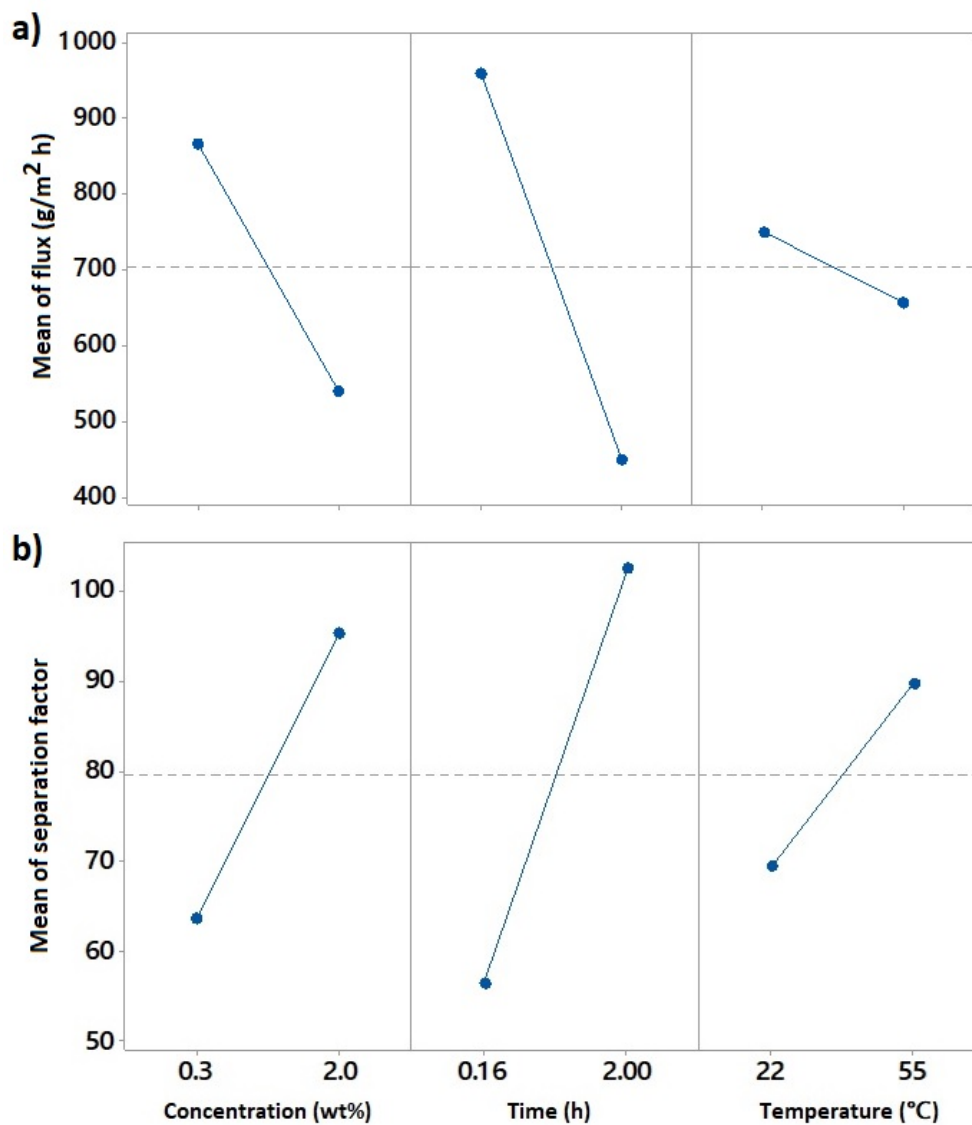 a)
Mean of flux (g/m² h)
1000
900
800
700
600
500
400
b)
Mean of separation factor
100
90
80
70
60
50
0.3 2.0 0.16 2.00 22 55
Concentration (wt%) Time (h) Temperature (°C)